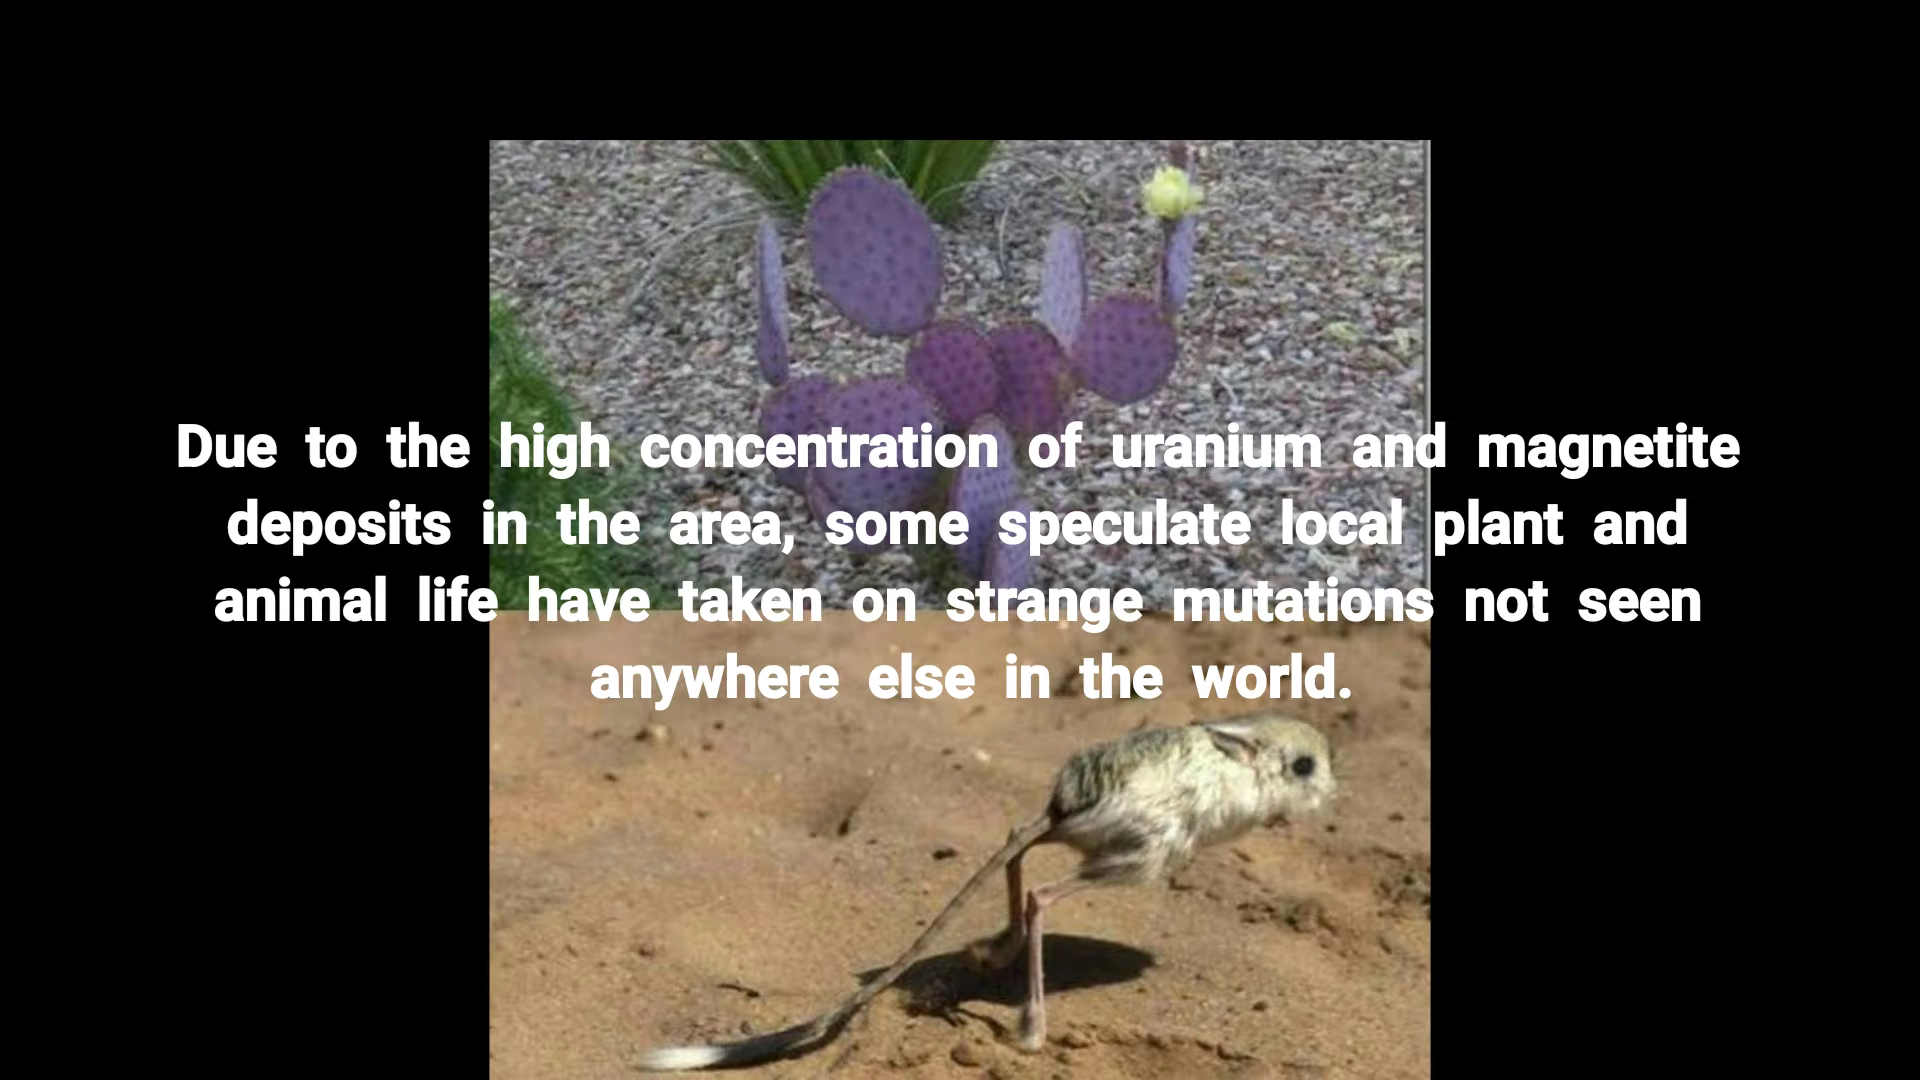 Due to the high concentration of uranium and magnetite
deposits in the area, some speculate local plant and
animal life have taken on strange mutations not seen
anywhere else in the world.